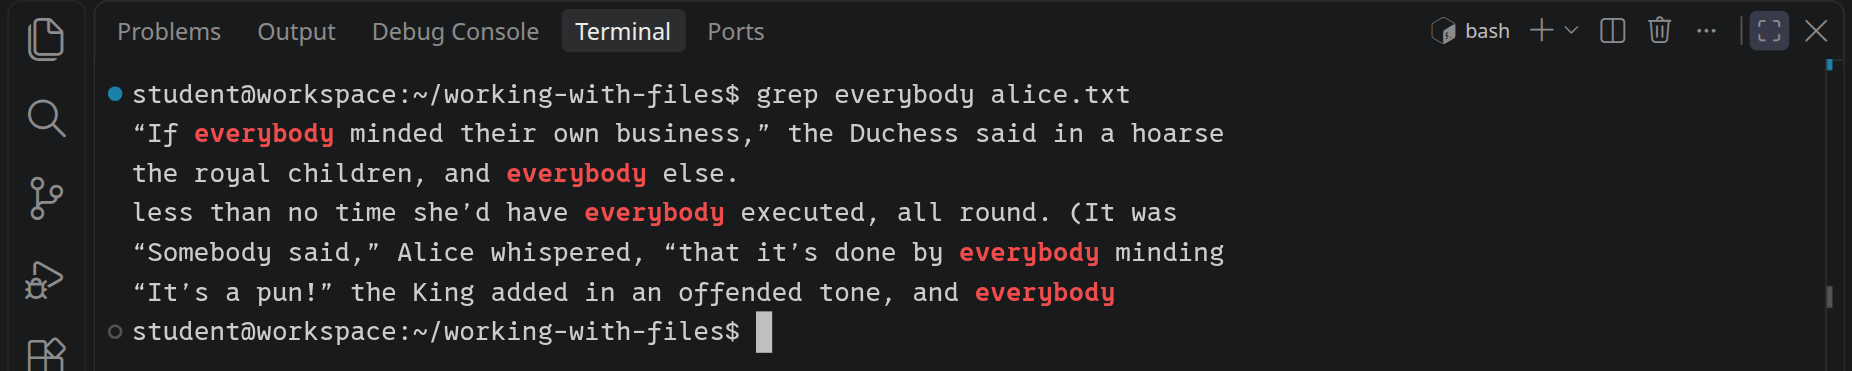 Problems Output Debug Console Terminal Ports bash
student@workspace:~/working-with-files$ grep everybody alice.txt
“If everybody minded their own business,” the Duchess said in a hoarse
the royal children, and everybody else.
less than no time she’d have everybody executed, all round. (It was
“Somebody said,” Alice whispered, “that it’s done by everybody minding
“It’s a pun!” the King added in an offended tone, and everybody
student@workspace:~/working-with-files$